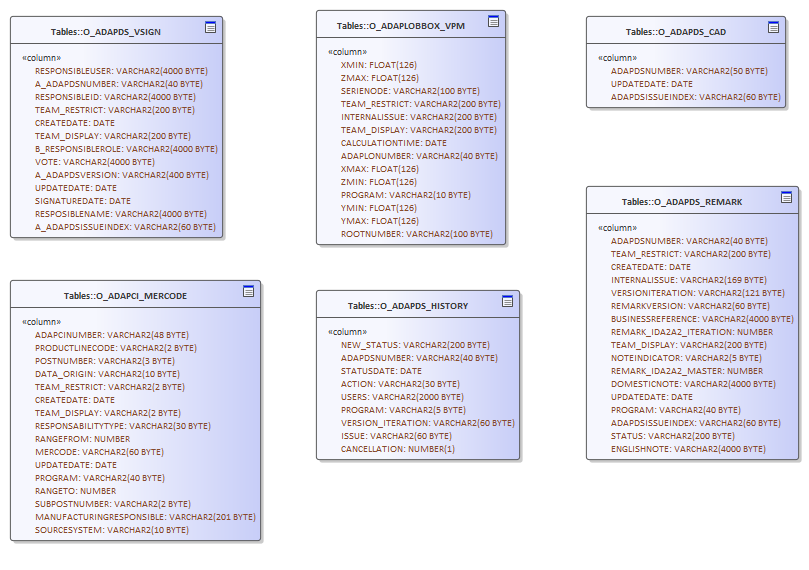 Tables::O_ADAPDS_VSIGN
«column»
RESPONSIBLEUSER: VARCHAR2(4000 BYTE)
A_ADAPDSNUMBER: VARCHAR2(40 BYTE)
RESPONSIBLEID: VARCHAR2(4000 BYTE)
TEAM_RESTRICT: VARCHAR2(200 BYTE)
CREATEDATE: DATE
TEAM_DISPLAY: VARCHAR2(200 BYTE)
B_RESPONSIBLEROLE: VARCHAR2(4000 BYTE)
VOTE: VARCHAR2(4000 BYTE)
A_ADAPDSVERSION: VARCHAR2(400 BYTE)
UPDATEDATE: DATE
SIGNATUREDATE: DATE
RESPOSIBLENAME: VARCHAR2(4000 BYTE)
A_ADAPDSISSUEINDEX: VARCHAR2(60 BYTE)
Tables::O_ADAPLOBBOX_VPM
«column»
XMIN: FLOAT(126)
ZMAX: FLOAT(126)
SERIENODE: VARCHAR2(100 BYTE)
TEAM_RESTRICT: VARCHAR2(200 BYTE)
INTERNALISSUE: VARCHAR2(200 BYTE)
TEAM_DISPLAY: VARCHAR2(200 BYTE)
CALCULATIONTIME: DATE
ADAPLONUMBER: VARCHAR2(40 BYTE)
XMAX: FLOAT(126)
ZMIN: FLOAT(126)
PROGRAM: VARCHAR2(10 BYTE)
YMIN: FLOAT(126)
YMAX: FLOAT(126)
ROOTNUMBER: VARCHAR2(100 BYTE)
Tables::O_ADAPDS_CAD
«column»
ADAPDSNUMBER: VARCHAR2(50 BYTE)
UPDATEDATE: DATE
ADAPDSISSUEINDEX: VARCHAR2(60 BYTE)
Tables::O_ADAPDS_REMARK
«column»
ADAPDSNUMBER: VARCHAR2(40 BYTE)
TEAM_RESTRICT: VARCHAR2(200 BYTE)
CREATEDATE: DATE
INTERNALISSUE: VARCHAR2(169 BYTE)
VERSIONITERATION: VARCHAR2(121 BYTE)
REMARKVERSION: VARCHAR2(60 BYTE)
BUSINESSREFERENCE: VARCHAR2(4000 BYTE)
REMARK_IDA2A2_ITERATION: NUMBER
TEAM_DISPLAY: VARCHAR2(200 BYTE)
NOTEINDICATOR: VARCHAR2(5 BYTE)
REMARK_IDA2A2_MASTER: NUMBER
DOMESTICNOTE: VARCHAR2(4000 BYTE)
UPDATEDATE: DATE
PROGRAM: VARCHAR2(40 BYTE)
ADAPDSISSUEINDEX: VARCHAR2(60 BYTE)
STATUS: VARCHAR2(200 BYTE)
ENGLISHNOTE: VARCHAR2(4000 BYTE)
Tables::O_ADAPCI_MERCODE
«column»
ADAPCINUMBER: VARCHAR2(48 BYTE)
PRODUCTLINECODE: VARCHAR2(2 BYTE)
POSTNUMBER: VARCHAR2(3 BYTE)
DATA_ORIGIN: VARCHAR2(10 BYTE)
TEAM_RESTRICT: VARCHAR2(2 BYTE)
CREATEDATE: DATE
TEAM_DISPLAY: VARCHAR2(2 BYTE)
RESPONSABILITYTYPE: VARCHAR2(30 BYTE)
RANGEFROM: NUMBER
MERCODE: VARCHAR2(60 BYTE)
UPDATEDATE: DATE
PROGRAM: VARCHAR2(40 BYTE)
RANGETO: NUMBER
SUBPOSTNUMBER: VARCHAR2(2 BYTE)
MANUFACTURINGRESPONSIBLE: VARCHAR2(201 BYTE)
SOURCESYSTEM: VARCHAR2(10 BYTE)
Tables::O_ADAPDS_HISTORY
«column»
NEW_STATUS: VARCHAR2(200 BYTE)
ADAPDSNUMBER: VARCHAR2(40 BYTE)
STATUSDATE: DATE
ACTION: VARCHAR2(30 BYTE)
USERS: VARCHAR2(2000 BYTE)
PROGRAM: VARCHAR2(5 BYTE)
VERSION_ITERATION: VARCHAR2(60 BYTE)
ISSUE: VARCHAR2(60 BYTE)
CANCELLATION: NUMBER(1)